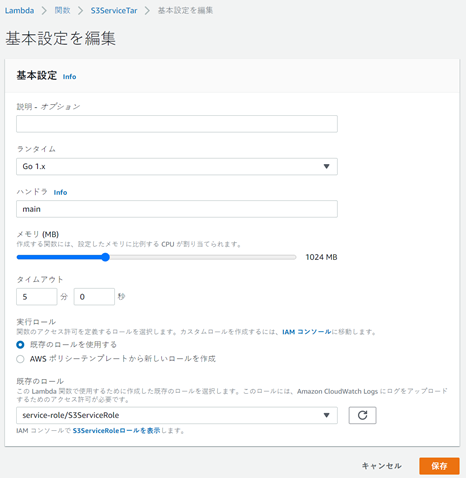 Lambda > 関数 > S3ServiceTar > 基本設定を編集
基本設定を編集
基本設定 Info
説明 - オプション
ランタイム
Go 1.x
ハンドラ Info
main
メモリ (MB)
作成する関数には、設定したメモリに比例する CPU が割り当てられます。
1024 MB
タイムアウト
5 分 0 秒
実行ロール
関数のアクセス許可を定義するロールを選択します。カスタムロールを作成するには、IAM コンソールに移動します。
既存のロールを使用する
AWS ポリシーテンプレートから新しいロールを作成
既存のロール
この Lambda 関数で使用するために作成した既存のロールを選択します。このロールには、Amazon CloudWatch Logs にログをアップロード
するためのアクセス許可が必要です。
service-role/S3ServiceRole
IAM コンソールで S3ServiceRoleロールを表示します。
キャンセル 保存